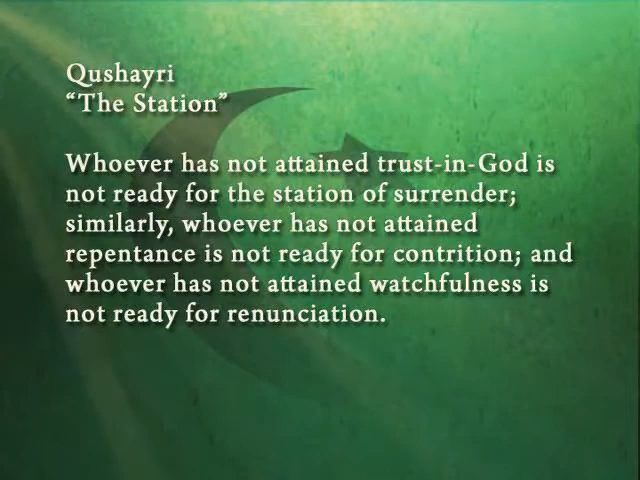 Qushayri
“The Station”
Whoever has not attained trust-in-God is
not ready for the station of surrender;
similarly, whoever has not attained
repentance is not ready for contrition; and
whoever has not attained watchfulness is
not ready for renunciation.